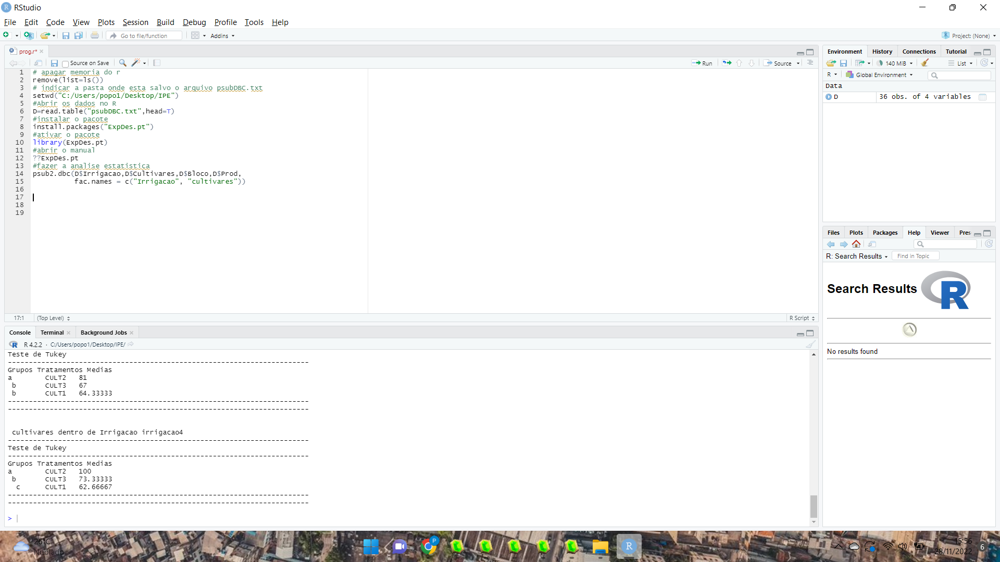 RStudio
File Edit Code View Plots Session Build Debug Profile Tools Help
Go to file/function Addins Project: (None)
prog.r*
Source on Save Run Source
1 # apagar memoria do r
2 remove(list=ls())
3 # indicar a pasta onde esta salvo o arquivo psubDBC.txt
4 setwd("C:/Users/popo1/Desktop/IPE")
5 #Abrir os dados no R
6 D=read.table("psubDBC.txt",head=T)
7 #instalar o pacote
8 install.packages("ExpDes.pt")
9 #ativar o pacote
10 library(ExpDes.pt)
11 #abrir o manual
12 ??ExpDes.pt
13 #fazer a analise estatistica
14 psub2.dbc(D$Irrigacao,D$Cultivares,D$Bloco,D$Prod,
15 fac.names = c("Irrigacao", "cultivares"))
16
17
18
19
17:1 (Top Level) R Script
Console Terminal Background Jobs
R 4.2.2 · C:/Users/popo1/Desktop/IPE/
Teste de Tukey
------------------------------------------------------------------------
Grupos Tratamentos Medias
a CULT2 81
b CULT3 67
b CULT1 64.33333
------------------------------------------------------------------------
------------------------------------------------------------------------
cultivares dentro de Irrigacao irrigacao4
------------------------------------------------------------------------
Teste de Tukey
------------------------------------------------------------------------
Grupos Tratamentos Medias
a CULT2 100
b CULT3 73.33333
c CULT1 62.66667
------------------------------------------------------------------------
------------------------------------------------------------------------
>
Environment History Connections Tutorial
140 MiB List
R Global Environment
Data
D 36 obs. of 4 variables
Files Plots Packages Help Viewer Pres
R: Search Results Find in Topic
Search Results R
No results found
26°C
Nublado
P
R
15:56
28/11/2022
6